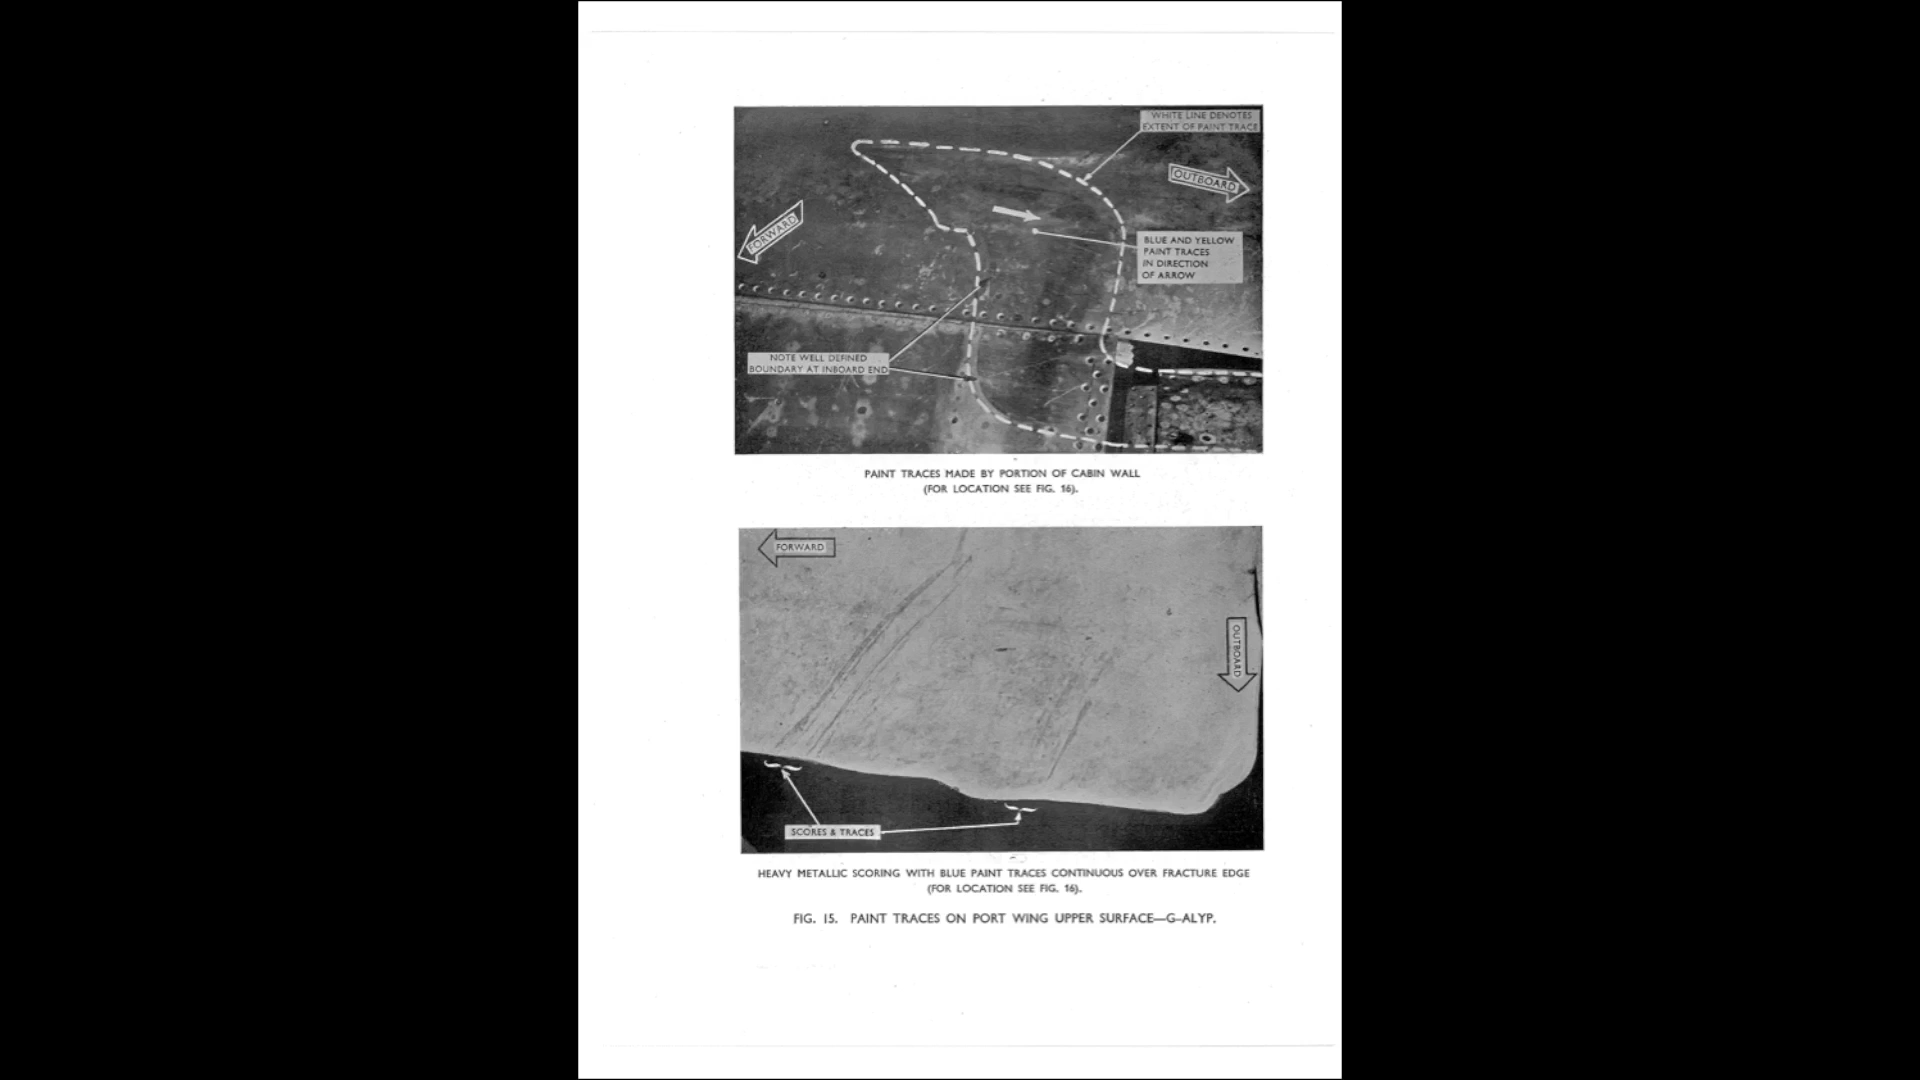 WHITE LINE DENOTES
EXTENT OF PAINT TRACE
OUTBOARD
FORWARD
BLUE AND YELLOW
PAINT TRACES
IN DIRECTION
OF ARROW
NOTE WELL DEFINED
BOUNDARY AT INBOARD END
PAINT TRACES MADE BY PORTION OF CABIN WALL
(FOR LOCATION SEE FIG. 16).
FORWARD
OUTBOARD
SCORES & TRACES
HEAVY METALLIC SCORING WITH BLUE PAINT TRACES CONTINUOUS OVER FRACTURE EDGE
(FOR LOCATION SEE FIG. 16).
FIG. 15. PAINT TRACES ON PORT WING UPPER SURFACE—G-ALYP.